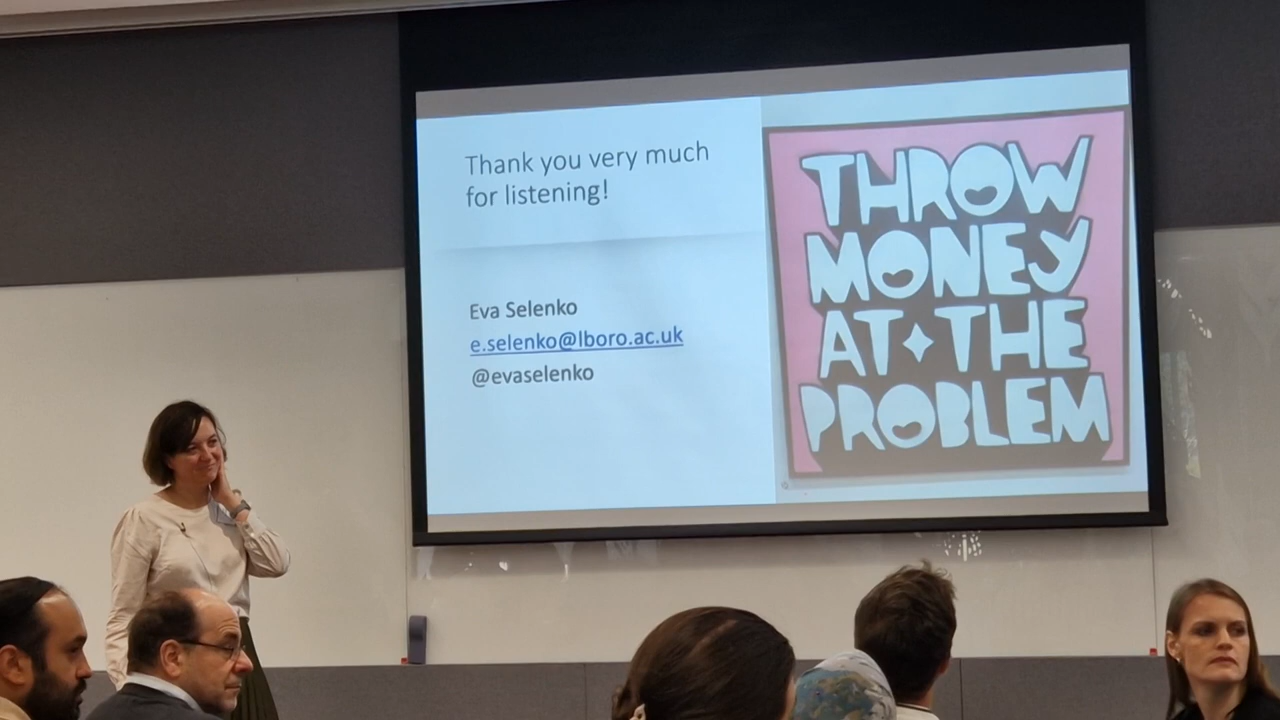 Thank you very much
for listening!
Eva Selenko
e.selenko@lboro.ac.uk
@evaselenko
THROW
MONEY
AT THE
PROBLEM